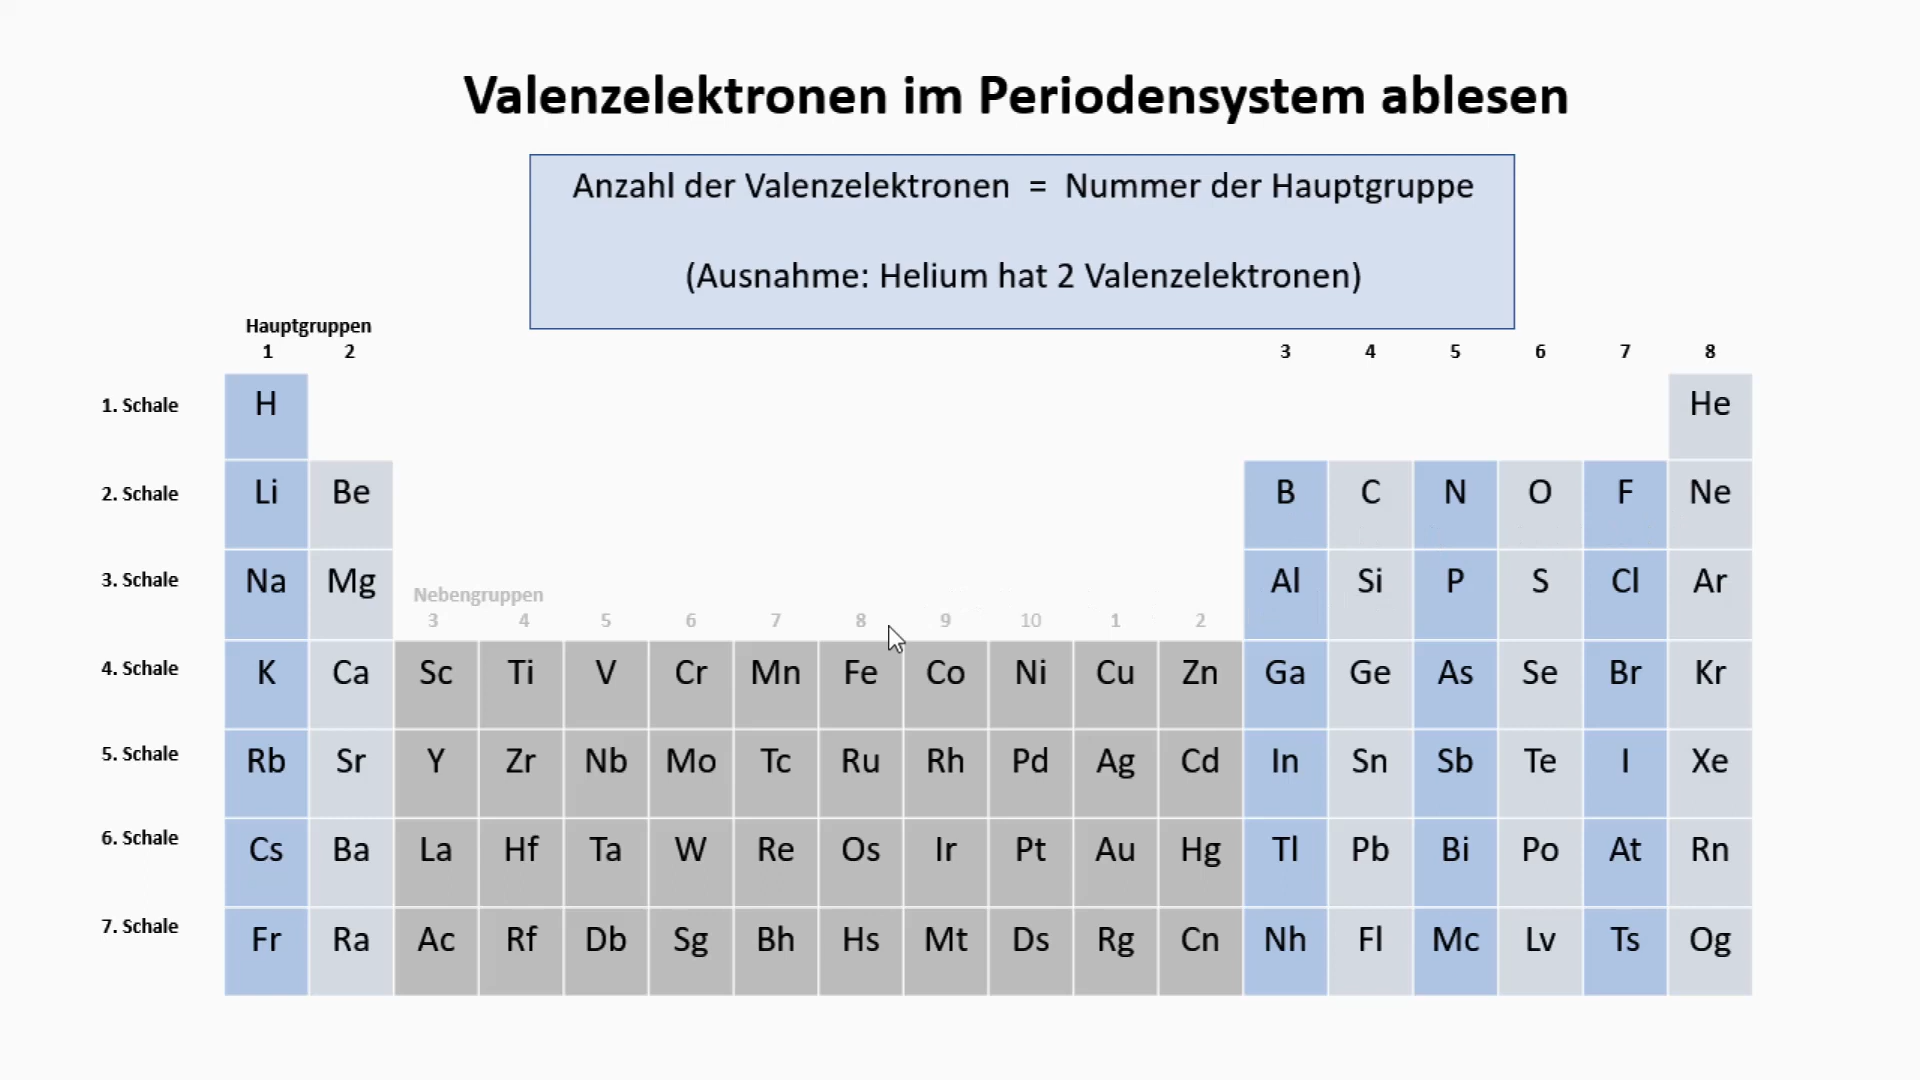 Valenzelektronen im Periodensystem ablesen
Anzahl der Valenzelektronen = Nummer der Hauptgruppe
(Ausnahme: Helium hat 2 Valenzelektronen)
Hauptgruppen
1 2 3 4 5 6 7 8
1. Schale H He
2. Schale Li Be B C N O F Ne
3. Schale Na Mg Al Si P S Cl Ar
Nebengruppen
3 4 5 6 7 8 9 10 1 2
4. Schale K Ca Sc Ti V Cr Mn Fe Co Ni Cu Zn Ga Ge As Se Br Kr
5. Schale Rb Sr Y Zr Nb Mo Tc Ru Rh Pd Ag Cd In Sn Sb Te I Xe
6. Schale Cs Ba La Hf Ta W Re Os Ir Pt Au Hg Tl Pb Bi Po At Rn
7. Schale Fr Ra Ac Rf Db Sg Bh Hs Mt Ds Rg Cn Nh Fl Mc Lv Ts Og